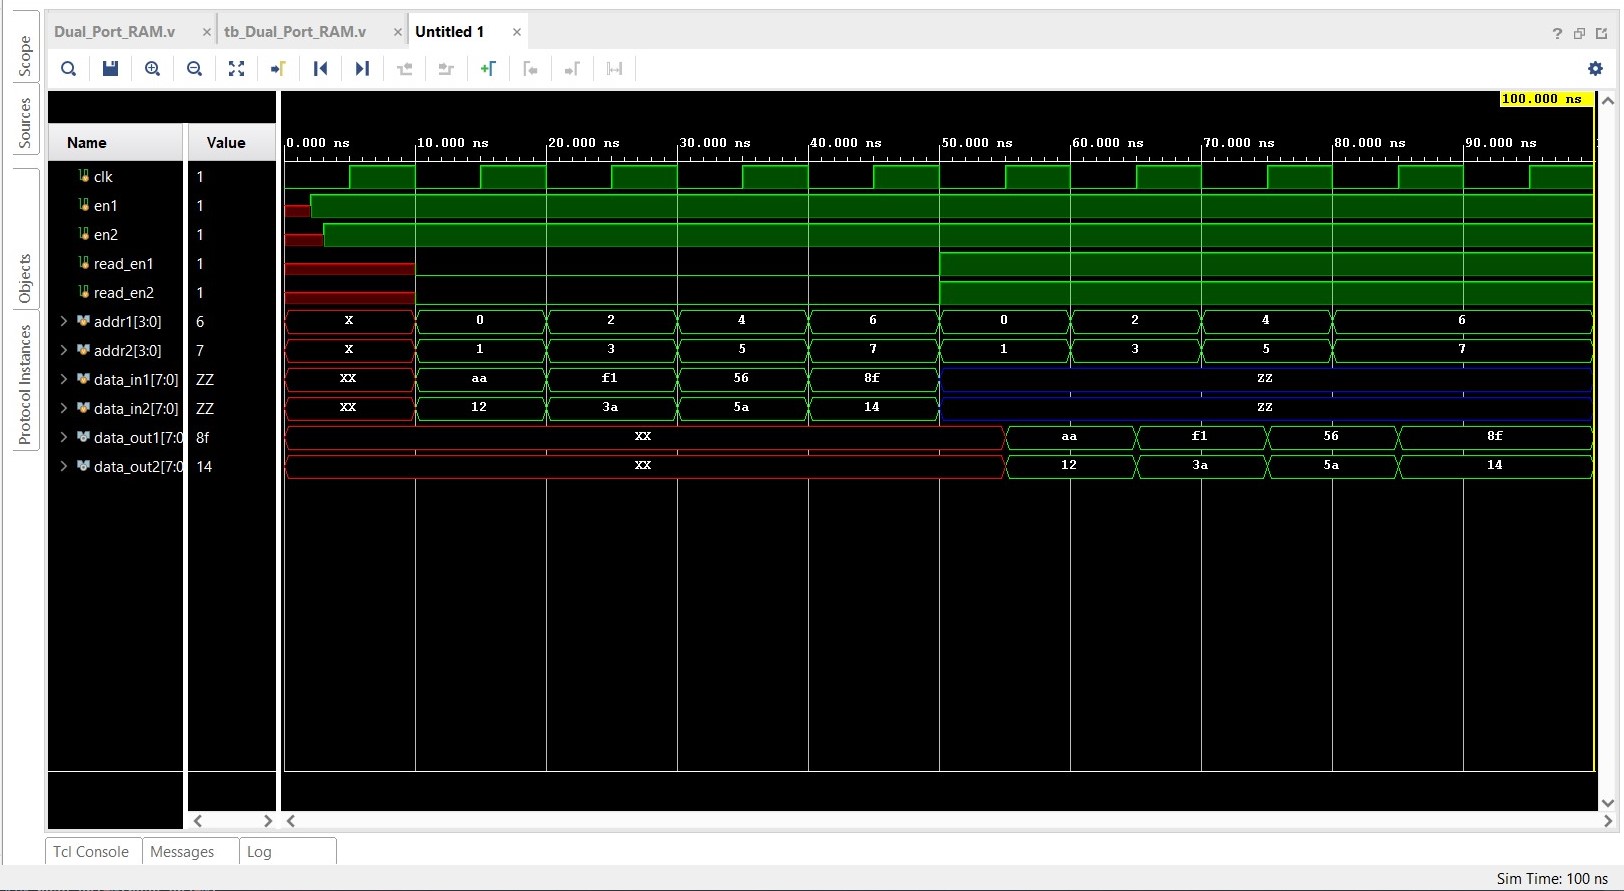 Dual_Port_RAM.v × tb_Dual_Port_RAM.v × Untitled 1 × ?
Scope
Sources
Objects
Protocol Instances
100.000 ns
Name Value 0.000 ns 10.000 ns 20.000 ns 30.000 ns 40.000 ns 50.000 ns 60.000 ns 70.000 ns 80.000 ns 90.000 ns
clk 1
en1 1
en2 1
read_en1 1
read_en2 1
addr1[3:0] 6 X 0 2 4 6 0 2 4 6
addr2[3:0] 7 X 1 3 5 7 1 3 5 7
data_in1[7:0] ZZ XX aa f1 56 8f ZZ
data_in2[7:0] ZZ XX 12 3a 5a 14 ZZ
data_out1[7:0 8f XX aa f1 56 8f
data_out2[7:0 14 XX 12 3a 5a 14
Tcl Console Messages Log
Sim Time: 100 ns